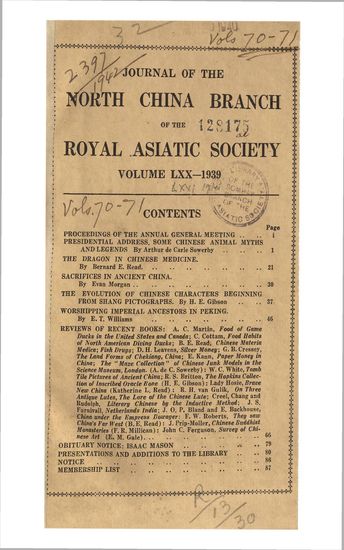 32
J1840
Vols 70-71
2397
1942
JOURNAL OF THE
NORTH CHINA BRANCH
OF THE
128175
ROYAL ASIATIC SOCIETY
VOLUME LXX—1939
LXXI 1940
Vols. 70-71
CONTENTS
Page
PROCEEDINGS OF THE ANNUAL GENERAL MEETING
PRESIDENTIAL ADDRESS, SOME CHINESE ANIMAL MYTHS
AND LEGENDS By Arthur de Carle Sowerby .. .. 1
THE DRAGON IN CHINESE MEDICINE.
By Bernard E. Read. .. .. 21
SACRIFICES IN ANCIENT CHINA.
By Evan Morgan .. .. 30
THE EVOLUTION OF CHINESE CHARACTERS BEGINNING
FROM SHANG PICTOGRAPHS. By H. E. Gibson .. 37
WORSHIPPING IMPERIAL ANCESTORS IN PEKING.
By E. T. Williams .. .. 46
REVIEWS OF RECENT BOOKS: A. C. Martin, Food of Game
Ducks in the United States and Canada; C. Cottam, Food Habits
of North American Diving Ducks; B. E. Read, Chinese Materia
Medica; Fish Drugs; D.H. Leavens, Silver Money; G.B. Cressey,
The Land Forms of Chekiang, China; E. Kann, Paper Money in
China; The "Maze Collection" of Chinese Junk Models in the
Science Museum, London. (A. de C. Sowerby); W. C. White, Tomb
Tile Pictures of Ancient China; R. S. Britton, The Hopkins Collec-
tion of Inscribed Oracle Bone (H. E. Gibson); Lady Hosie, Brave
New China (Katherine L. Read); R. H. van Gulik, On Three
Antique Lutes, The Lore of the Chinese Lute; Creel, Chang and
Rudolph, Literary Chinese by the Inductive Method; J. S.
Furnivall, Netherlands India; J. O. P. Bland and E. Backhouse,
China under the Empress Dowager; F. W. Roberts, They saw
China's Far West (B. E. Read); J. Prip-Moller, Chinese Buddhist
Monasteries (F.R. Millican); John C. Ferguson, Survey of Chi-
nese Art (E. M. Gale).... .. 66
OBITUARY NOTICE: ISAAC MASON .. .. 79
PRESENTATIONS AND ADDITIONS TO THE LIBRARY .. 80
NOTICE .. .. 86
MEMBERSHIP LIST .. .. 87
R/13/30